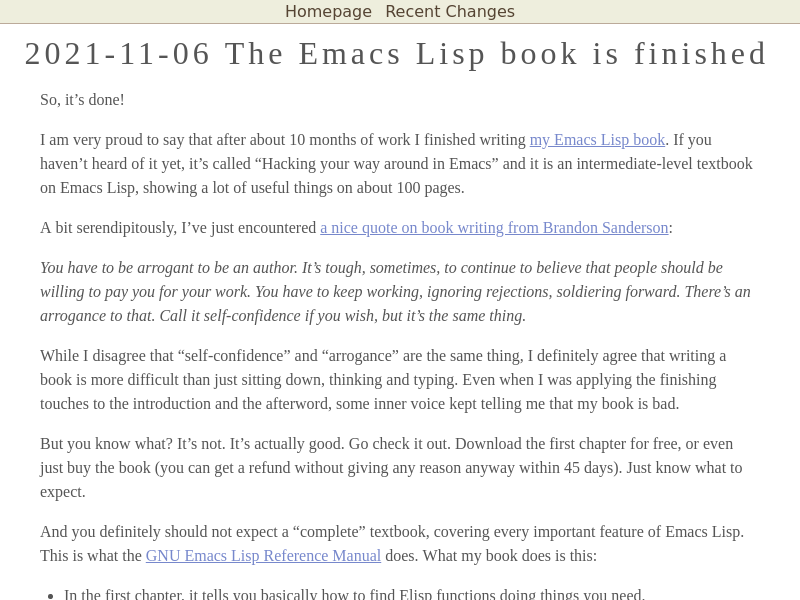 Homepage Recent Changes
2021-11-06 The Emacs Lisp book is finished
So, it’s done!
I am very proud to say that after about 10 months of work I finished writing my Emacs Lisp book. If you
haven’t heard of it yet, it’s called “Hacking your way around in Emacs” and it is an intermediate-level textbook
on Emacs Lisp, showing a lot of useful things on about 100 pages.
A bit serendipitously, I’ve just encountered a nice quote on book writing from Brandon Sanderson:
You have to be arrogant to be an author. It’s tough, sometimes, to continue to believe that people should be
willing to pay you for your work. You have to keep working, ignoring rejections, soldiering forward. There’s an
arrogance to that. Call it self-confidence if you wish, but it’s the same thing.
While I disagree that “self-confidence” and “arrogance” are the same thing, I definitely agree that writing a
book is more difficult than just sitting down, thinking and typing. Even when I was applying the finishing
touches to the introduction and the afterword, some inner voice kept telling me that my book is bad.
But you know what? It’s not. It’s actually good. Go check it out. Download the first chapter for free, or even
just buy the book (you can get a refund without giving any reason anyway within 45 days). Just know what to
expect.
And you definitely should not expect a “complete” textbook, covering every important feature of Emacs Lisp.
This is what the GNU Emacs Lisp Reference Manual does. What my book does is this:
• In the first chapter, it tells you basically how to find Elisp functions doing things you need.